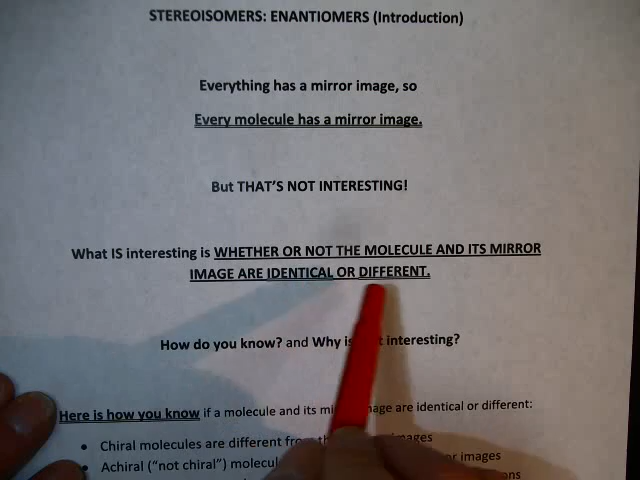 STEREOISOMERS: ENANTIOMERS (Introduction)
Everything has a mirror image, so
Every molecule has a mirror image.
But THAT'S NOT INTERESTING!
What IS interesting is WHETHER OR NOT THE MOLECULE AND ITS MIRROR
IMAGE ARE IDENTICAL OR DIFFERENT.
How do you know? and Why is interesting?
Here is how you know if a molecule and its image are identical or different:
• Chiral molecules are different from images
• Achiral ("not chiral") images